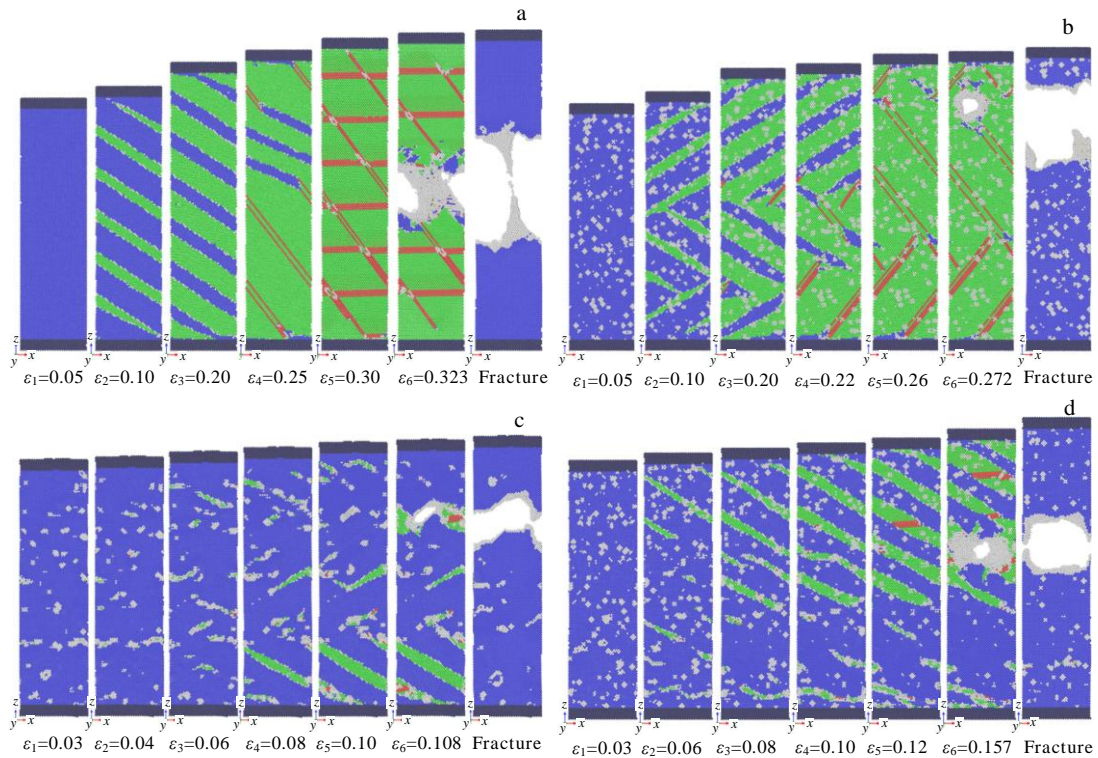 a
z y x z y x z y x z y x z y x z y x z y x
ε1=0.05 ε2=0.10 ε3=0.20 ε4=0.25 ε5=0.30 ε6=0.323 Fracture
b
z y x z y x z y x z y x z y x z y x z y x
ε1=0.05 ε2=0.10 ε3=0.20 ε4=0.22 ε5=0.26 ε6=0.272 Fracture
c
z y x z y x z y x z y x z y x z y x z y x
ε1=0.03 ε2=0.04 ε3=0.06 ε4=0.08 ε5=0.10 ε6=0.108 Fracture
d
z y x z y x z y x z y x z y x z y x z y x
ε1=0.03 ε2=0.06 ε3=0.08 ε4=0.10 ε5=0.12 ε6=0.157 Fracture